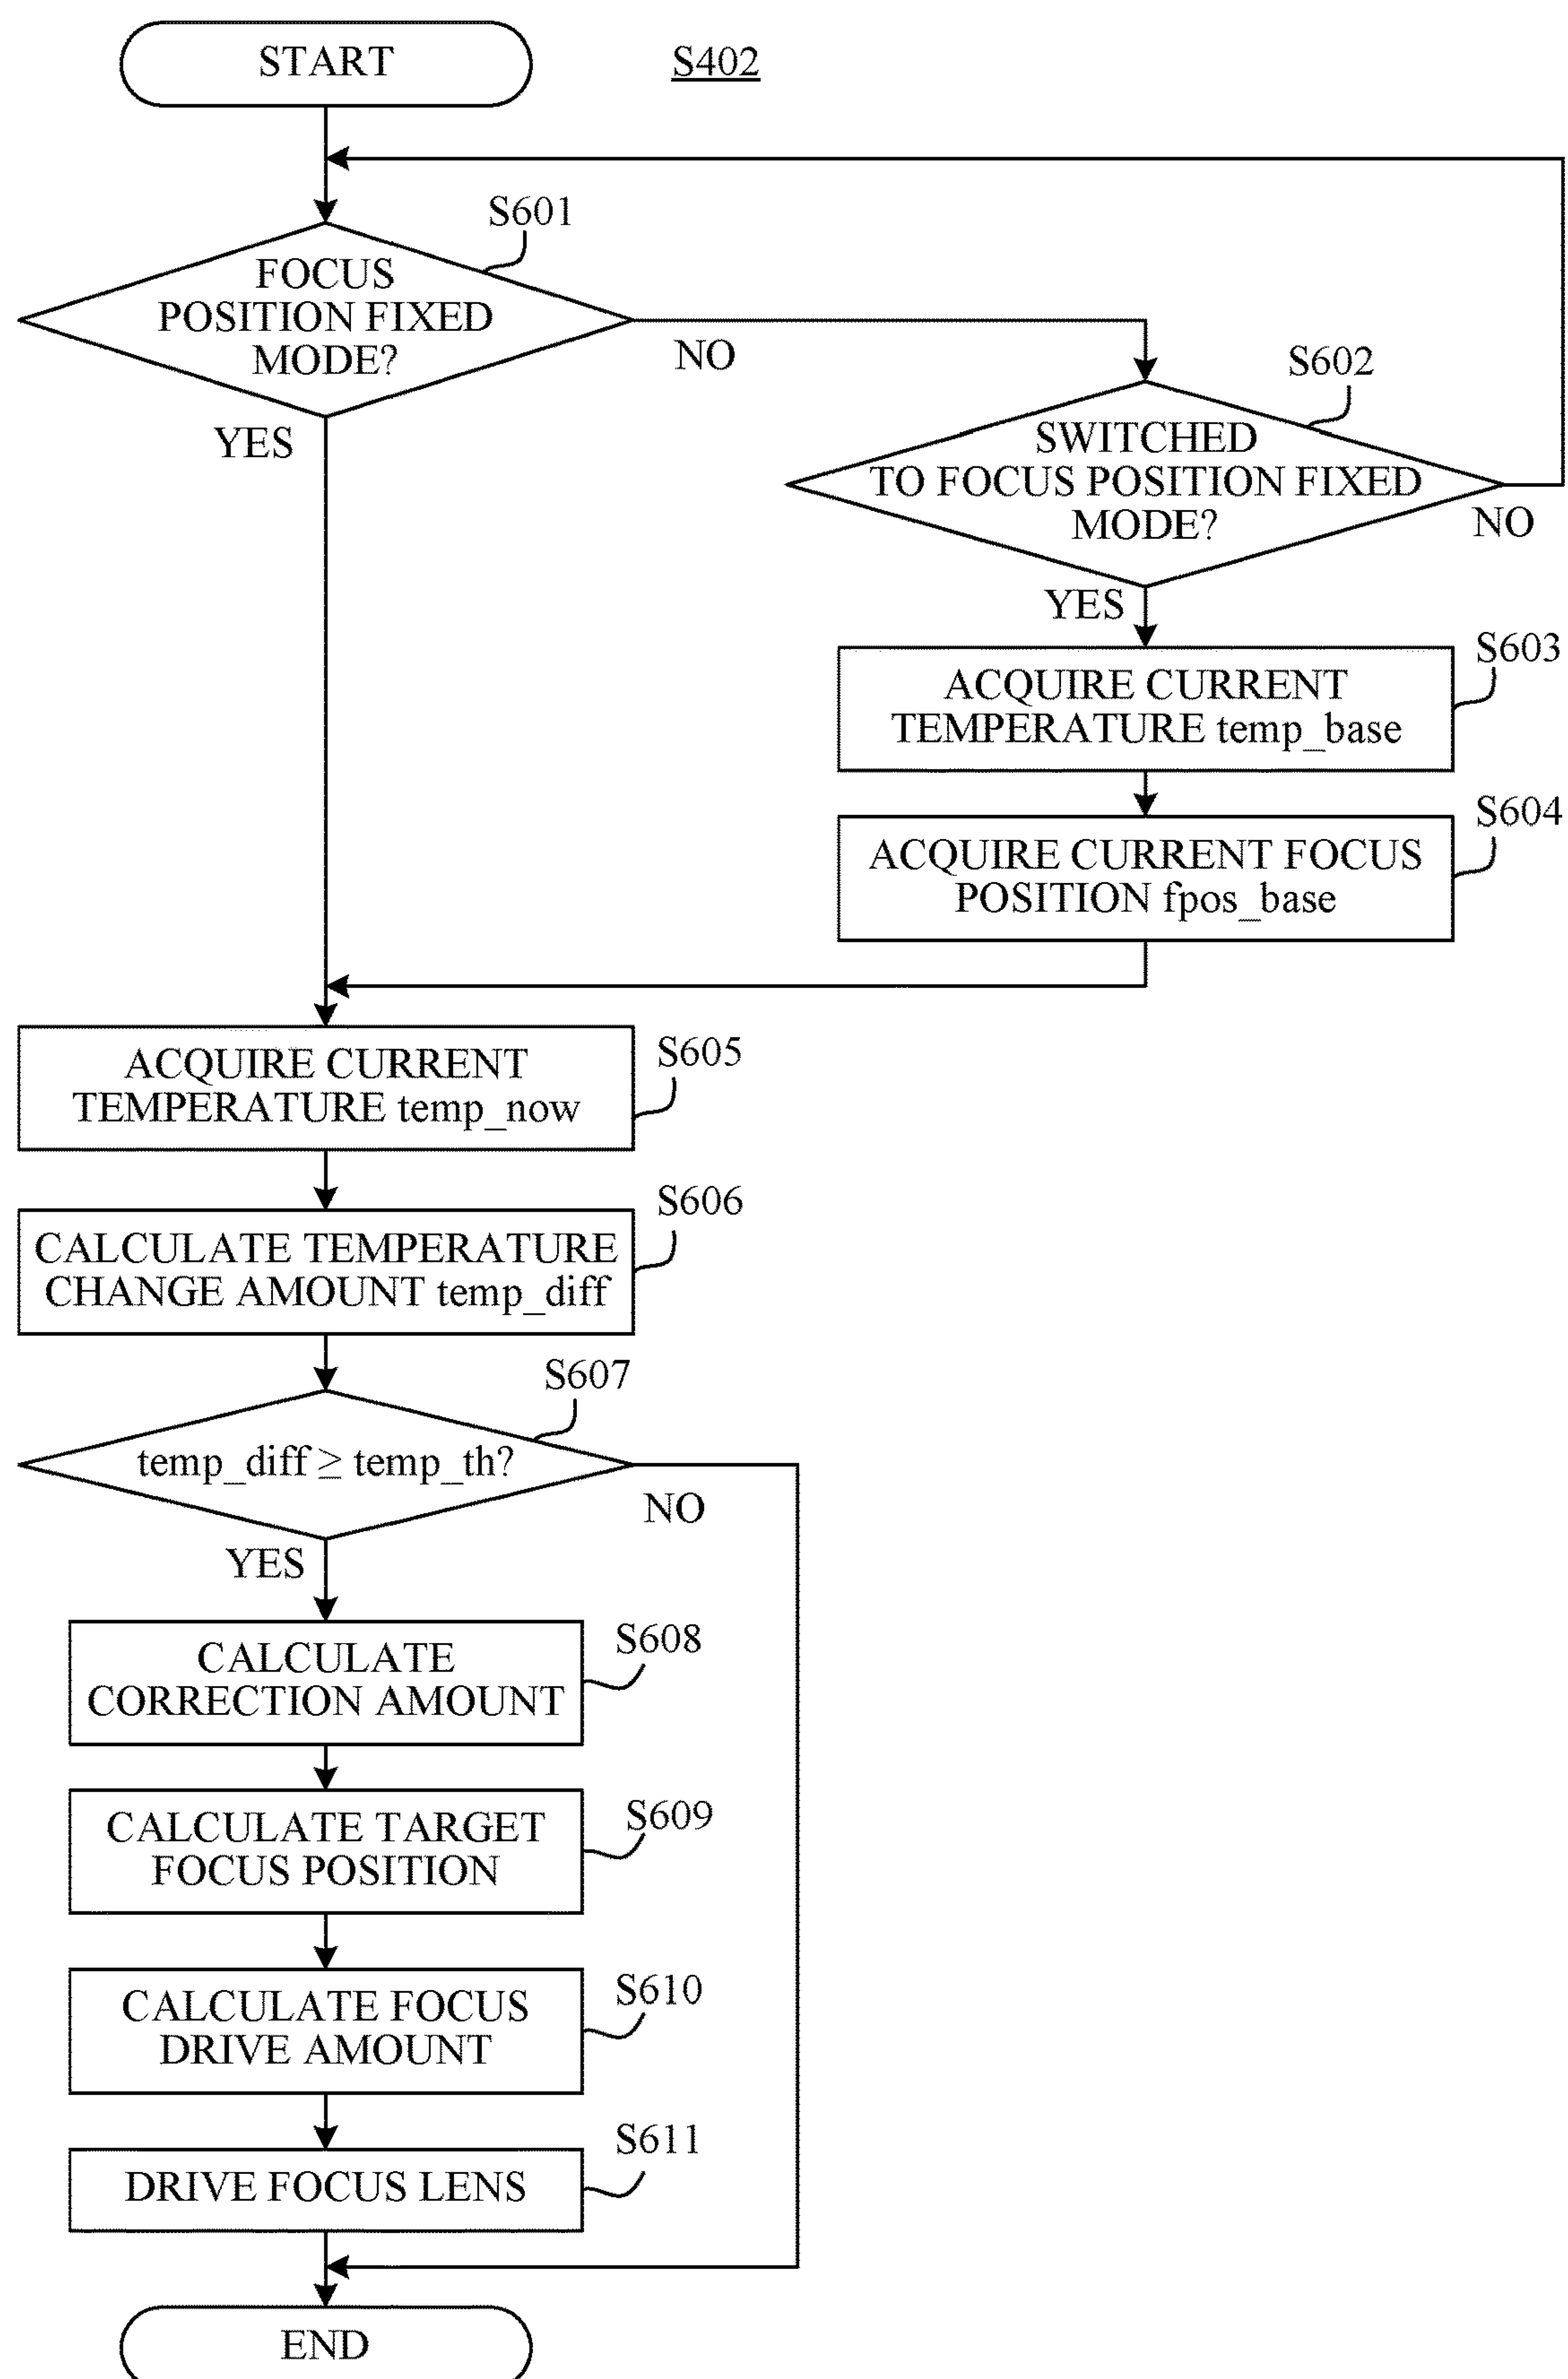 START
S402
S601
FOCUS
POSITION FIXED
MODE?
NO
YES
S602
SWITCHED
TO FOCUS POSITION FIXED
MODE?
NO
YES
S603
ACQUIRE CURRENT
TEMPERATURE temp_base
S604
ACQUIRE CURRENT FOCUS
POSITION fpos_base
S605
ACQUIRE CURRENT
TEMPERATURE temp_now
S606
CALCULATE TEMPERATURE
CHANGE AMOUNT temp_diff
S607
temp_diff ≥ temp_th?
NO
YES
S608
CALCULATE
CORRECTION AMOUNT
S609
CALCULATE TARGET
FOCUS POSITION
S610
CALCULATE FOCUS
DRIVE AMOUNT
S611
DRIVE FOCUS LENS
END